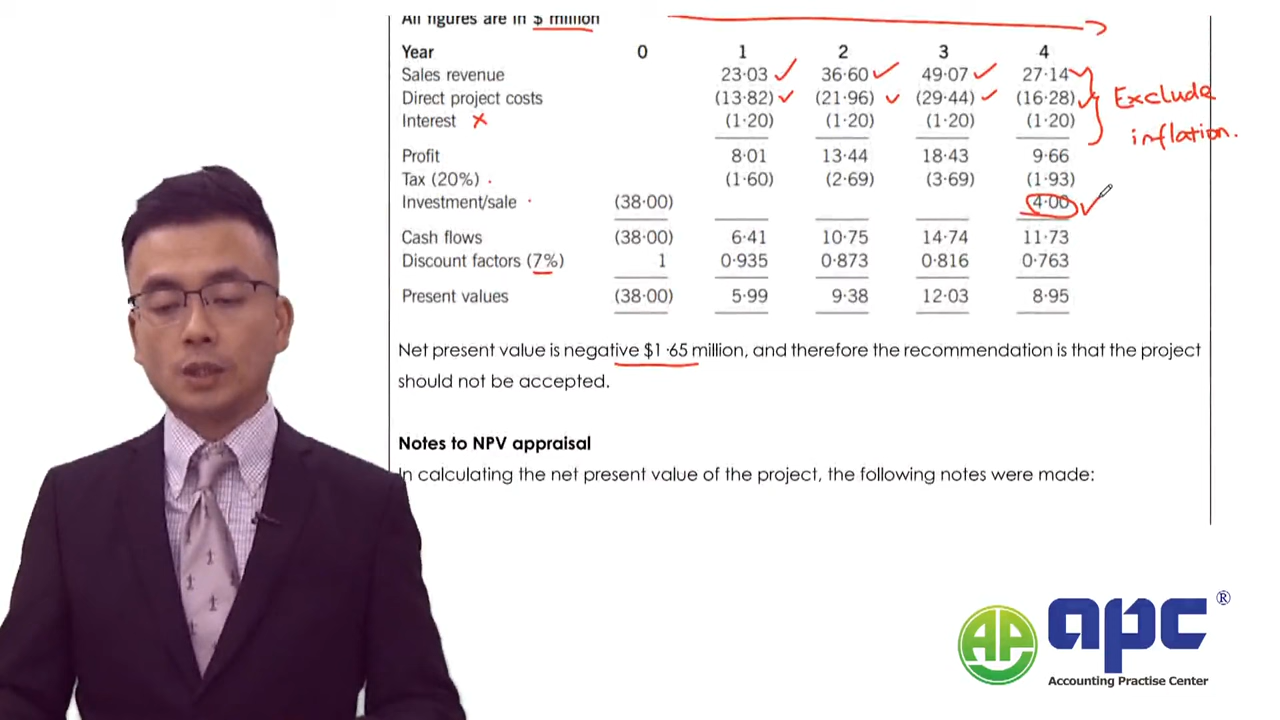 All figures are in $ million
Year 0 1 2 3 4
Sales revenue 23·03 ✓ 36·60 ✓ 49·07 ✓ 27·14 ✓
Direct project costs (13·82) ✓ (21·96) ✓ (29·44) ✓ (16·28) ✓ Exclude
Interest x (1·20) (1·20) (1·20) (1·20) inflation.
Profit 8·01 13·44 18·43 9·66
Tax (20%) (1·60) (2·69) (3·69) (1·93)
Investment/sale (38·00) 4·00 ✓
Cash flows (38·00) 6·41 10·75 14·74 11·73
Discount factors (7%) 1 0·935 0·873 0·816 0·763
Present values (38·00) 5·99 9·38 12·03 8·95
Net present value is negative $1 ·65 million, and therefore the recommendation is that the project
should not be accepted.
Notes to NPV appraisal
In calculating the net present value of the project, the following notes were made:
AP apc ®
Accounting Practise Center